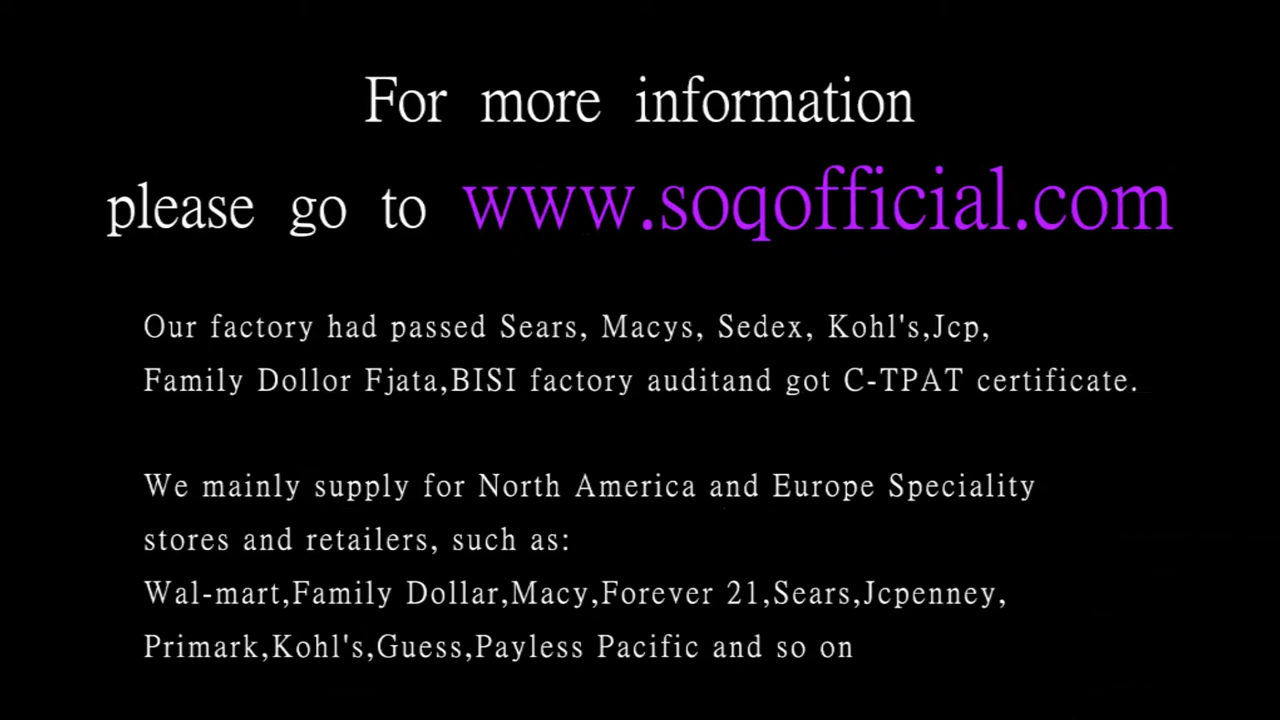 For more information
please go to www.soqofficial.com
Our factory had passed Sears, Macys, Sedex, Kohl's,Jcp,
Family Dollor Fjata,BISI factory auditand got C-TPAT certificate.
We mainly supply for North America and Europe Speciality
stores and retailers, such as:
Wal-mart,Family Dollar,Macy,Forever 21,Sears,Jcpenney,
Primark,Kohl's,Guess,Payless Pacific and so on